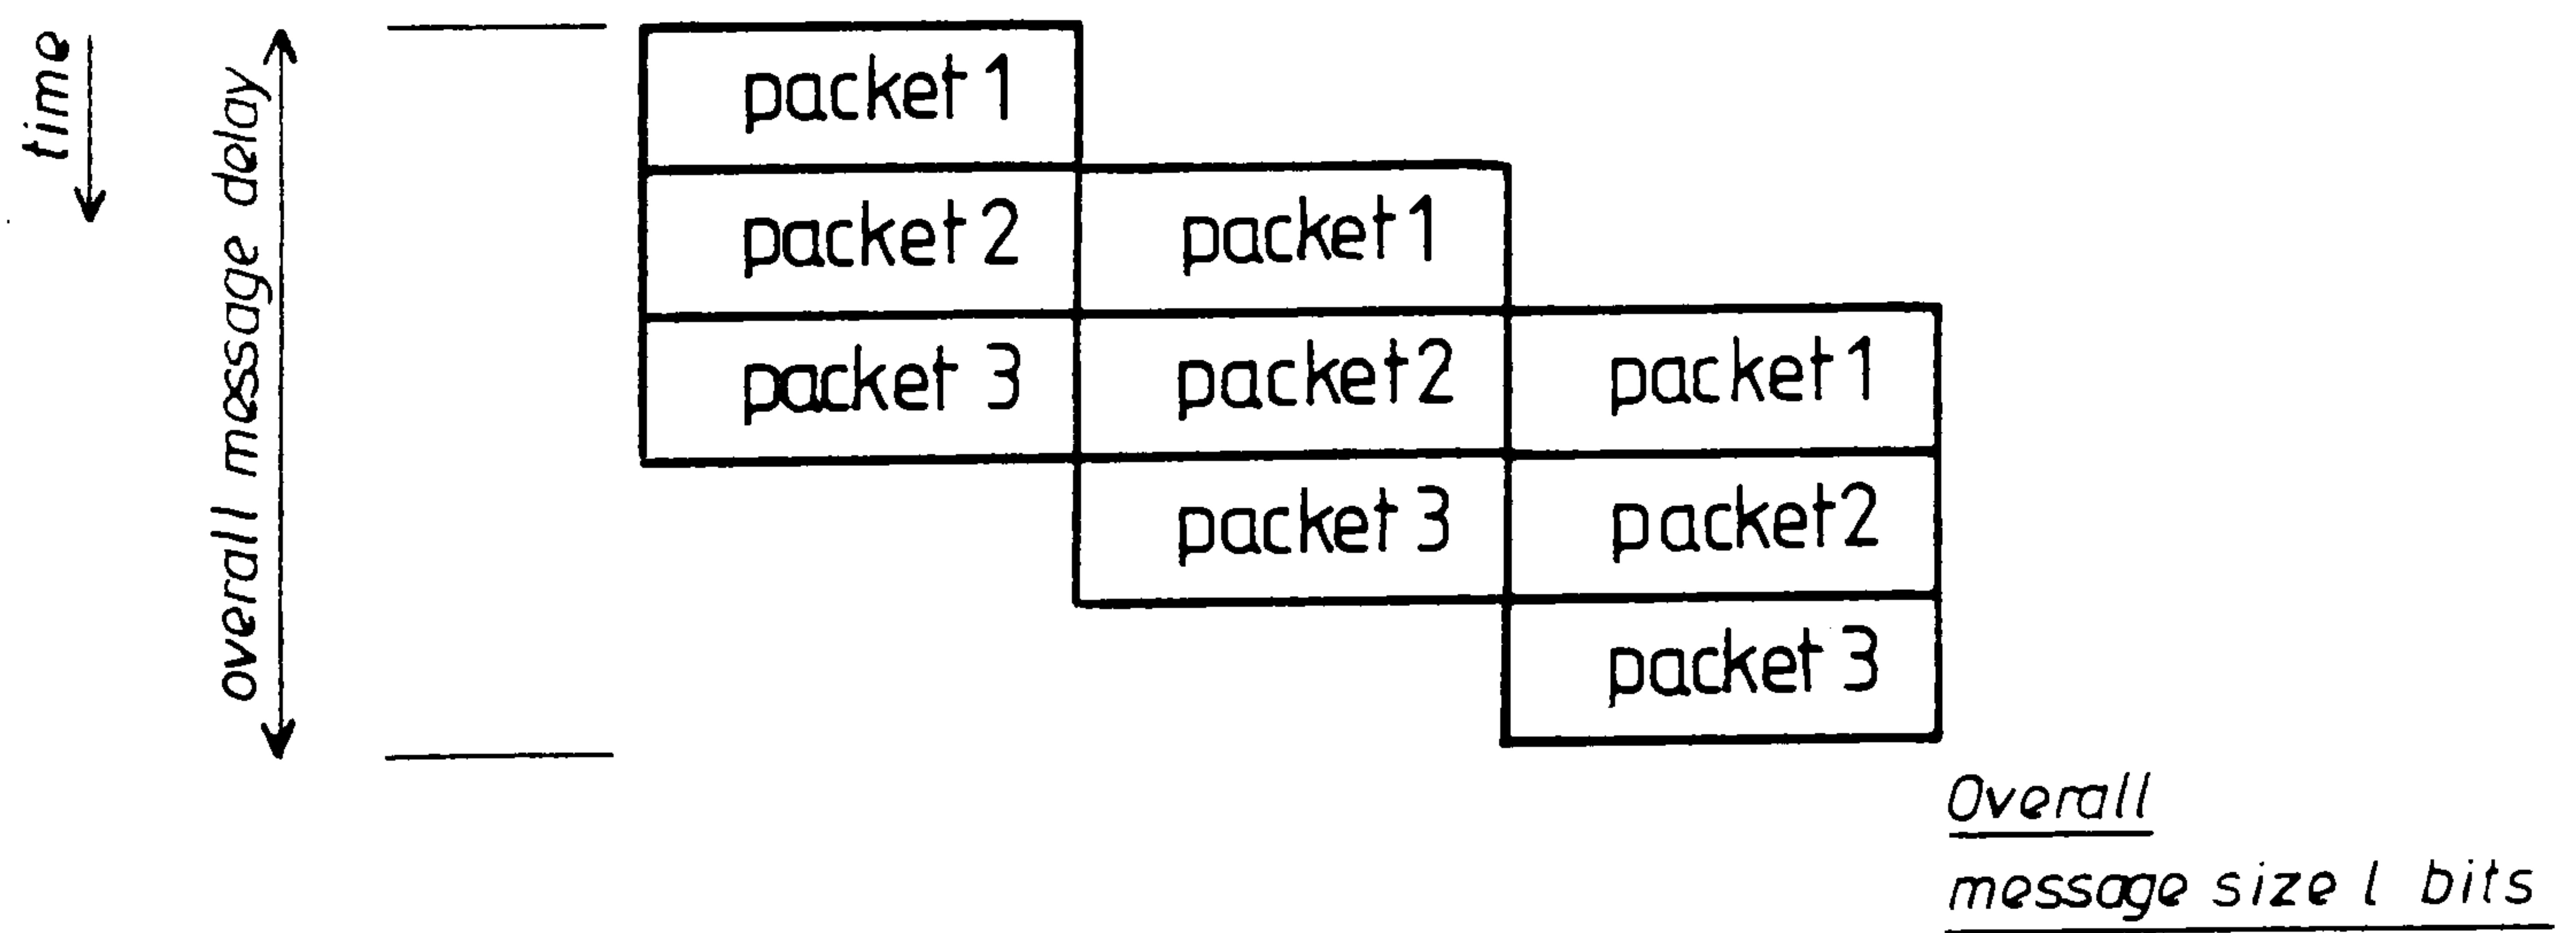 time
overall message delay
packet 1
packet 2 packet 1
packet 3 packet 2 packet 1
packet 3 packet 2
packet 3
Overall
message size l bits